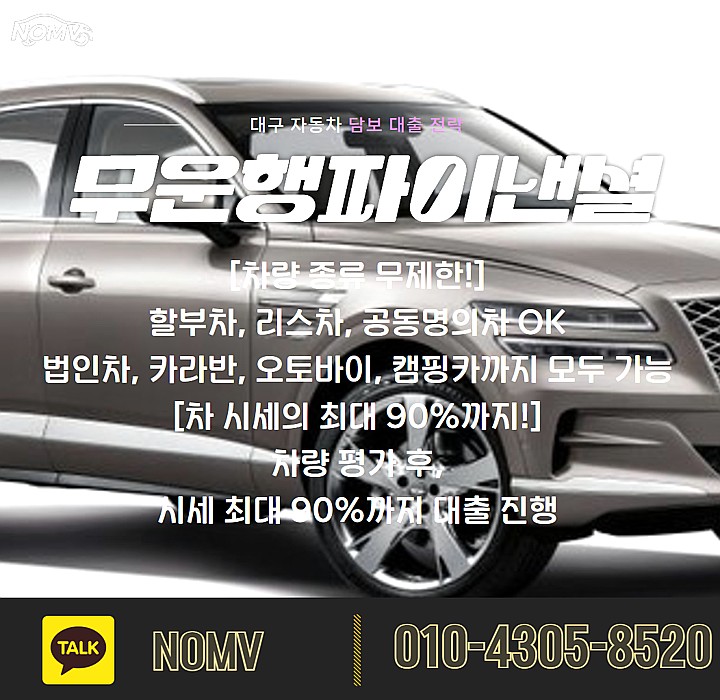 NOMV
대구 자동차 담보 대출 전략
무운행파이낸셜
[차량 종류 무제한!]
할부차, 리스차, 공동명의차 OK
법인차, 카라반, 오토바이, 캠핑카까지 모두 가능
[차 시세의 최대 90%까지!]
차량 평가 후,
시세 최대 90%까지 대출 진행
TALK NOMV 010-4305-8520